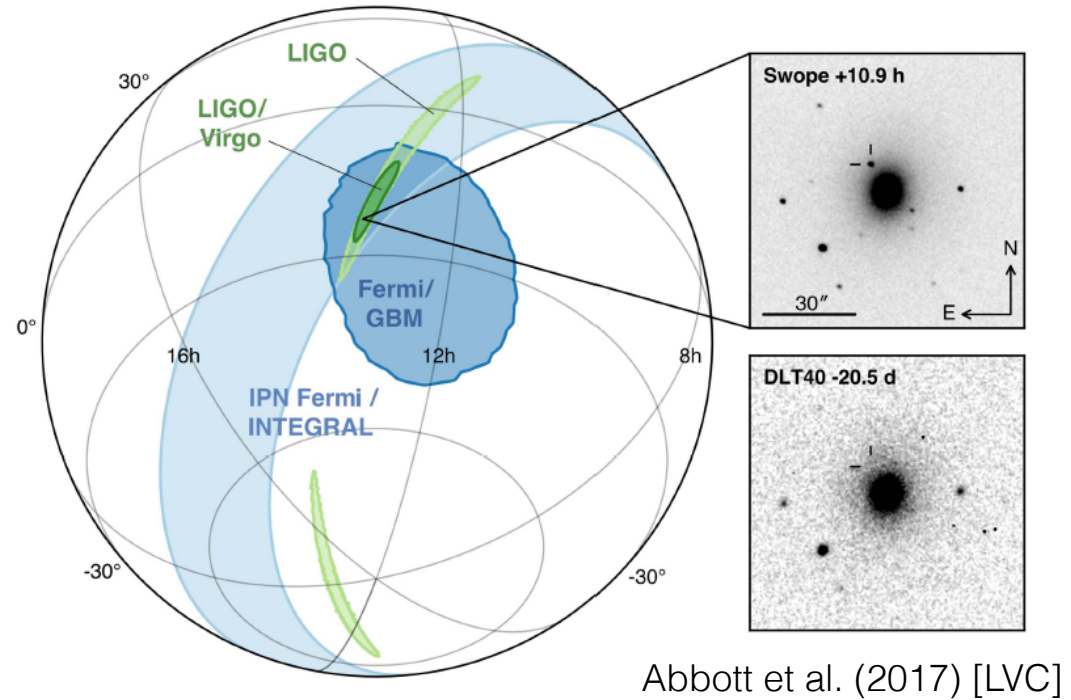 LIGO
30°
LIGO/
Virgo
Swope +10.9 h
N
E
30″
Fermi/
GBM
0°
16h
12h
8h
IPN Fermi /
INTEGRAL
DLT40 -20.5 d
-30°
-30°
Abbott et al. (2017) [LVC]